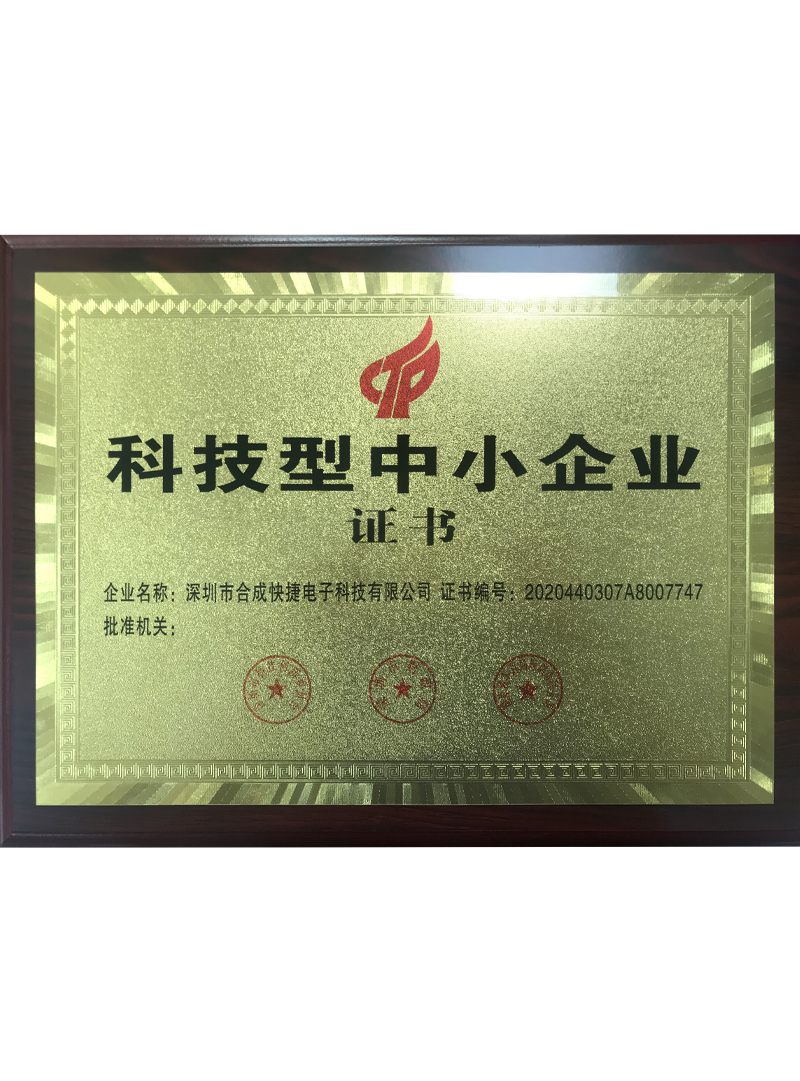 科技型中小企业
证书
企业名称：深圳市合成快捷电子科技有限公司 证书编号：2020440307A8007747
批准机关：